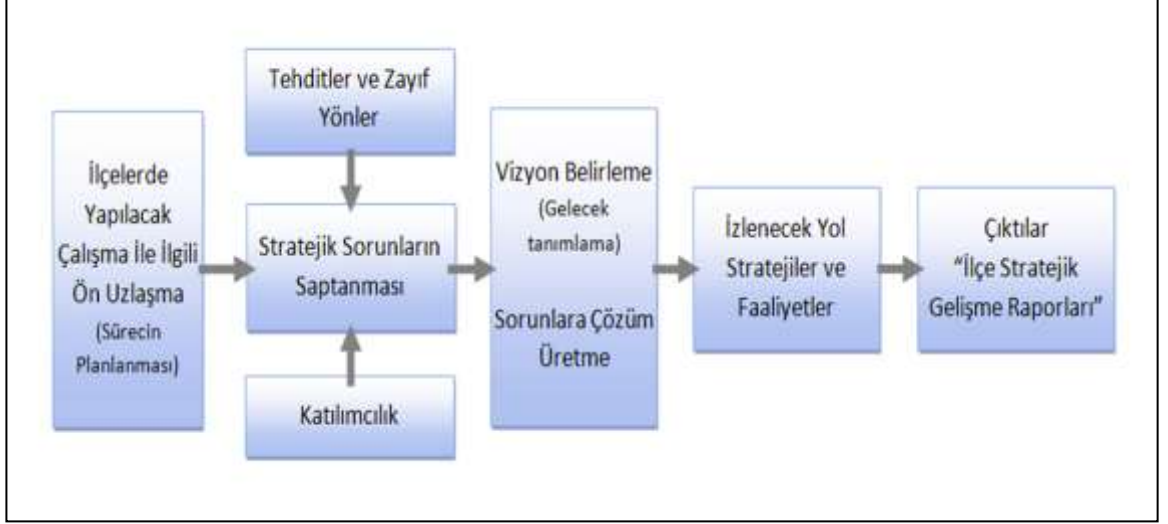 İlçelerde
Yapılacak
Çalışma İle İlgili
Ön Uzlaşma
(Sürecin
Planlanması)
Tehditler ve Zayıf
Yönler
Stratejik Sorunların
Saptanması
Katılımcılık
Vizyon Belirleme
(Gelecek
tanımlama)
Sorunlara Çözüm
Üretme
İzlenecek Yol
Stratejiler ve
Faaliyetler
Çıktılar
“İlçe Stratejik
Gelişme Raporları”